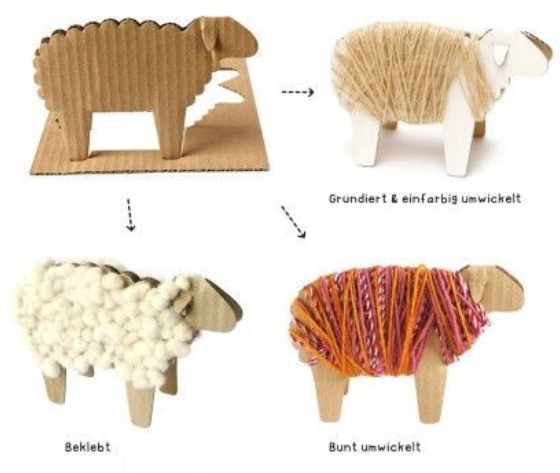 Grundiert & einfarbig umwickelt
Beklebt
Bunt umwickelt